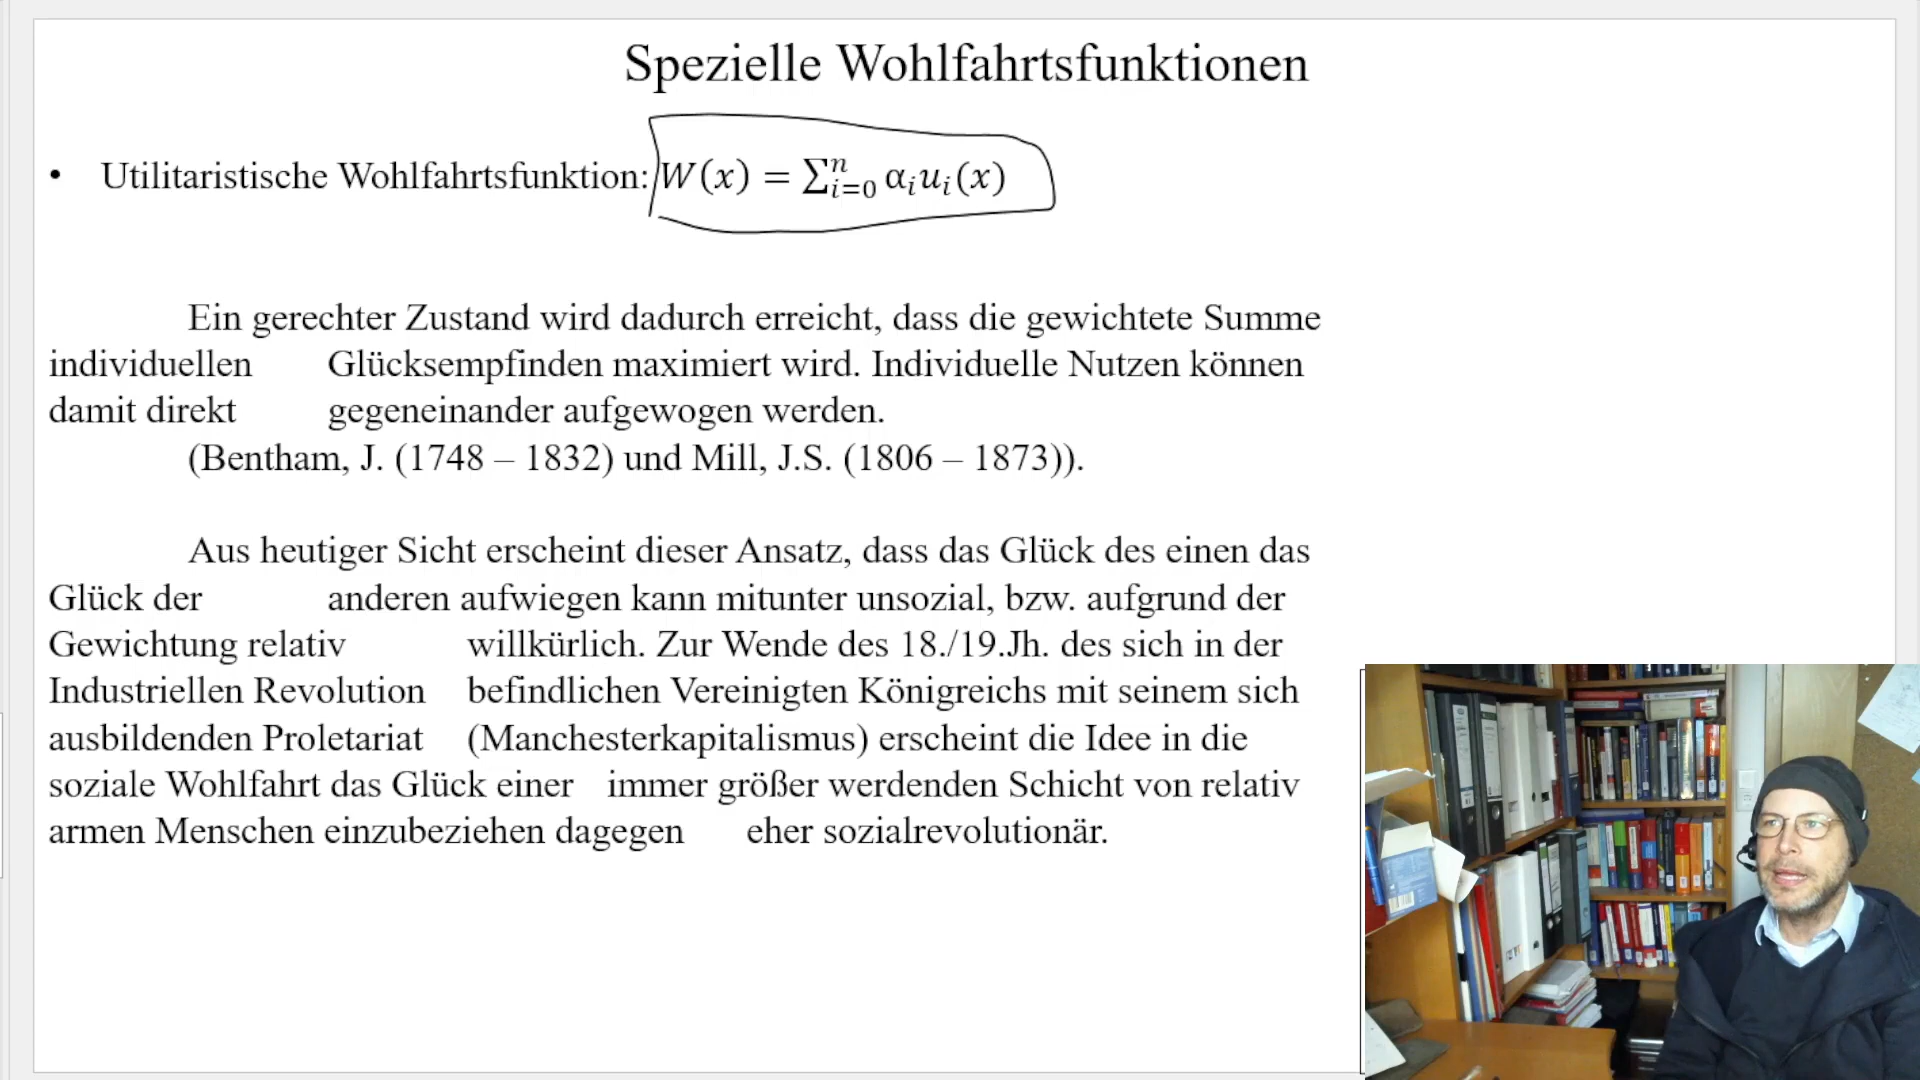 Spezielle Wohlfahrtsfunktionen
• Utilitaristische Wohlfahrtsfunktion: W(x) = ∑ⁿᵢ₌₀ αᵢuᵢ(x)
Ein gerechter Zustand wird dadurch erreicht, dass die gewichtete Summe
individuellen Glücksempfinden maximiert wird. Individuelle Nutzen können
damit direkt gegeneinander aufgewogen werden.
(Bentham, J. (1748 – 1832) und Mill, J.S. (1806 – 1873)).
Aus heutiger Sicht erscheint dieser Ansatz, dass das Glück des einen das
Glück der anderen aufwiegen kann mitunter unsozial, bzw. aufgrund der
Gewichtung relativ willkürlich. Zur Wende des 18./19.Jh. des sich in der
Industriellen Revolution befindlichen Vereinigten Königreichs mit seinem sich
ausbildenden Proletariat (Manchesterkapitalismus) erscheint die Idee in die
soziale Wohlfahrt das Glück einer immer größer werdenden Schicht von relativ
armen Menschen einzubeziehen dagegen eher sozialrevolutionär.